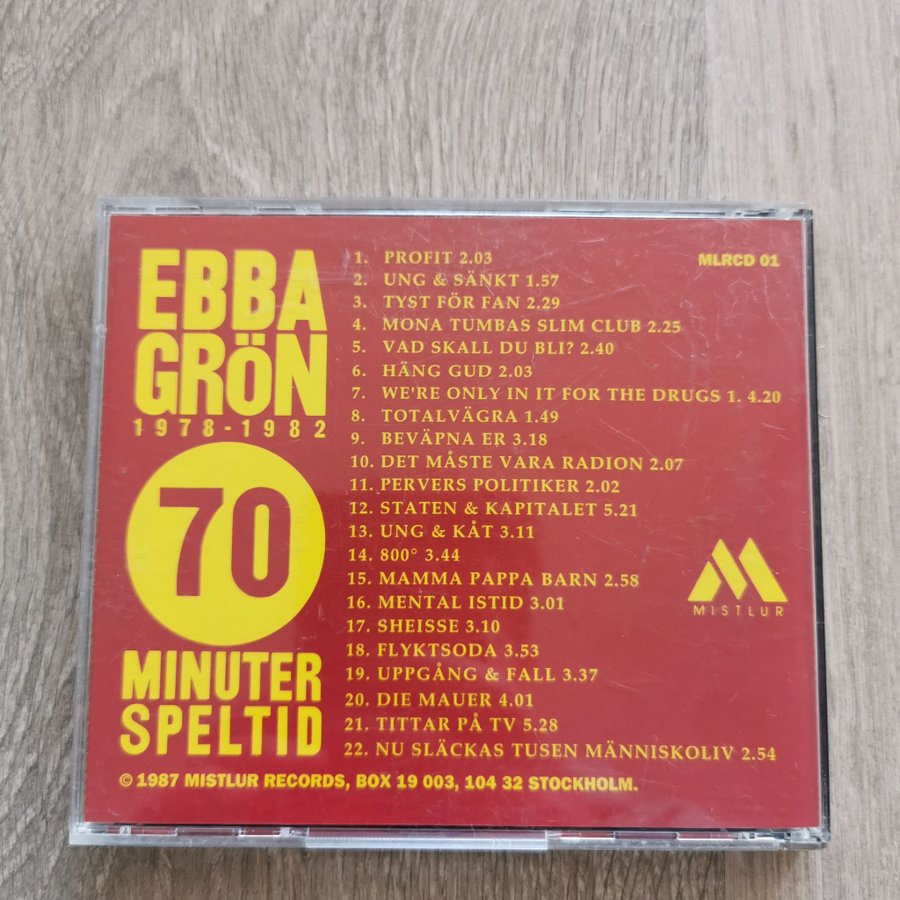 EBBA
GRÖN
1978-1982
70
MINUTER
SPELTID
1. PROFIT 2.03
2. UNG & SÄNKT 1.57
3. TYST FÖR FAN 2.29
4. MONA TUMBAS SLIM CLUB 2.25
5. VAD SKALL DU BLI? 2.40
6. HÄNG GUD 2.03
7. WE'RE ONLY IN IT FOR THE DRUGS 1. 4.20
8. TOTALVÄGRA 1.49
9. BEVÄPNA ER 3.18
10. DET MÅSTE VARA RADION 2.07
11. PERVERS POLITIKER 2.02
12. STATEN & KAPITALET 5.21
13. UNG & KÅT 3.11
14. 800° 3.44
15. MAMMA PAPPA BARN 2.58
16. MENTAL ISTID 3.01
17. SHEISSE 3.10
18. FLYKTSODA 3.53
19. UPPGÅNG & FALL 3.37
20. DIE MAUER 4.01
21. TITTAR PÅ TV 5.28
22. NU SLÄCKAS TUSEN MÄNNISKOLIV 2.54
MLRCD 01
MISTLUR
© 1987 MISTLUR RECORDS, BOX 19 003, 104 32 STOCKHOLM.